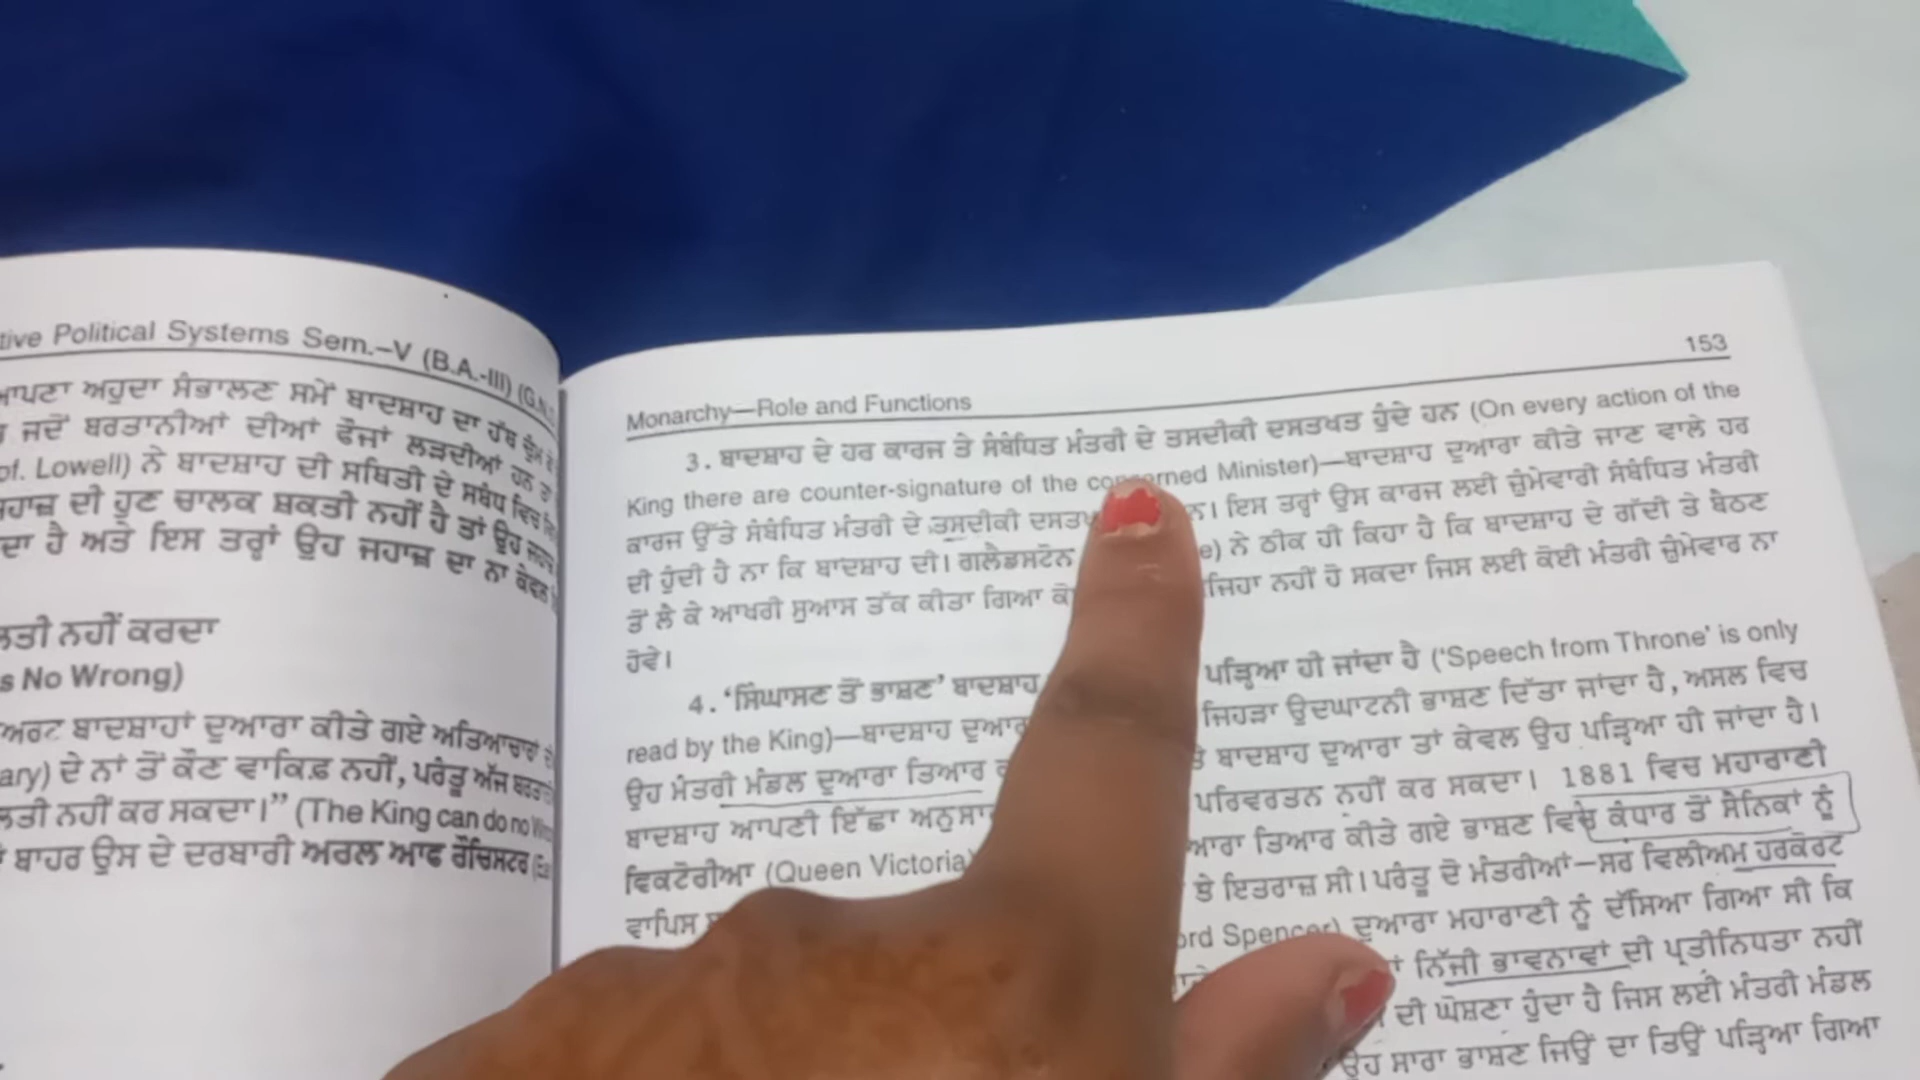 tive Political Systems Sem.–V (B.A.-III) (G.N.
ਆਪਣਾ ਅਹੁਦਾ ਸੰਭਾਲਣ ਸਮੇਂ ਬਾਦਸ਼ਾਹ ਦਾ ਹੱਥ ਚੁੰਮ
ਜਦੋਂ ਬਰਤਾਨੀਆਂ ਦੀਆਂ ਫੌਜਾਂ ਲੜਦੀਆਂ ਹਨ ਤਾਂ
of. Lowell) ਨੇ ਬਾਦਸ਼ਾਹ ਦੀ ਸਥਿਤੀ ਦੇ ਸਬੰਧ ਵਿਚ
ਜਹਾਜ਼ ਦੀ ਹੁਣ ਚਾਲਕ ਸ਼ਕਤੀ ਨਹੀਂ ਹੈ ਤਾਂ ਉਹ ਜਹਾਜ਼
ਦਾ ਹੈ ਅਤੇ ਇਸ ਤਰ੍ਹਾਂ ਉਹ ਜਹਾਜ਼ ਦਾ ਨਾ ਕੇਵਲ
ਲਤੀ ਨਹੀਂ ਕਰਦਾ
s No Wrong)
ਅਰਟ ਬਾਦਸ਼ਾਹਾਂ ਦੁਆਰਾ ਕੀਤੇ ਗਏ ਅਤਿਆਚਾਰਾਂ ਦੇ
ary) ਦੇ ਨਾਂ ਤੋਂ ਕੌਣ ਵਾਕਿਫ਼ ਨਹੀਂ, ਪਰੰਤੂ ਅੱਜ ਬਰਤਾ
ਲਤੀ ਨਹੀਂ ਕਰ ਸਕਦਾ।” (The King can do no
ਬਾਹਰ ਉਸ ਦੇ ਦਰਬਾਰੀ ਅਰਲ ਆਫ ਰੌਚਿਸਟਰ
Monarchy—Role and Functions 153
3. ਬਾਦਸ਼ਾਹ ਦੇ ਹਰ ਕਾਰਜ ਤੇ ਸੰਬੰਧਿਤ ਮੰਤਰੀ ਦੇ ਤਸਦੀਕੀ ਦਸਤਖਤ ਹੁੰਦੇ ਹਨ (On every action of the
King there are counter-signature of the concerned Minister)—ਬਾਦਸ਼ਾਹ ਦੁਆਰਾ ਕੀਤੇ ਜਾਣ ਵਾਲੇ ਹਰ
ਕਾਰਜ ਉੱਤੇ ਸੰਬੰਧਿਤ ਮੰਤਰੀ ਦੇ ਤਸਦੀਕੀ ਦਸਤਖ ਨ। ਇਸ ਤਰ੍ਹਾਂ ਉਸ ਕਾਰਜ ਲਈ ਜ਼ੁੰਮੇਵਾਰੀ ਸੰਬੰਧਿਤ ਮੰਤਰੀ
ਦੀ ਹੁੰਦੀ ਹੈ ਨਾ ਕਿ ਬਾਦਸ਼ਾਹ ਦੀ। ਗਲੈਡਸਟੋਨ e) ਨੇ ਠੀਕ ਹੀ ਕਿਹਾ ਹੈ ਕਿ ਬਾਦਸ਼ਾਹ ਦੇ ਗੱਦੀ ਤੇ ਬੈਠਣ
ਤੋਂ ਲੈ ਕੇ ਆਖਰੀ ਸੁਆਸ ਤੱਕ ਕੀਤਾ ਗਿਆ ਕੋ ਜਿਹਾ ਨਹੀਂ ਹੋ ਸਕਦਾ ਜਿਸ ਲਈ ਕੋਈ ਮੰਤਰੀ ਜ਼ੁੰਮੇਵਾਰ ਨਾ
ਹੋਵੇ।
4. ‘ਸਿੰਘਾਸਣ ਤੋਂ ਭਾਸ਼ਣ’ ਬਾਦਸ਼ਾਹ ਪੜ੍ਹਿਆ ਹੀ ਜਾਂਦਾ ਹੈ (‘Speech from Throne’ is only
read by the King)—ਬਾਦਸ਼ਾਹ ਦੁਆਰ ਜਿਹੜਾ ਉਦਘਾਟਨੀ ਭਾਸ਼ਣ ਦਿੱਤਾ ਜਾਂਦਾ ਹੈ, ਅਸਲ ਵਿਚ
ਉਹ ਮੰਤਰੀ ਮੰਡਲ ਦੁਆਰਾ ਤਿਆਰ ਬਾਦਸ਼ਾਹ ਦੁਆਰਾ ਤਾਂ ਕੇਵਲ ਉਹ ਪੜ੍ਹਿਆ ਹੀ ਜਾਂਦਾ ਹੈ।
ਬਾਦਸ਼ਾਹ ਆਪਣੀ ਇੱਛਾ ਅਨੁਸਾਰ ਪਰਿਵਰਤਨ ਨਹੀਂ ਕਰ ਸਕਦਾ। 1881 ਵਿਚ ਮਹਾਰਾਣੀ
ਵਿਕਟੋਰੀਆ (Queen Victoria) ਆਰਾ ਤਿਆਰ ਕੀਤੇ ਗਏ ਭਾਸ਼ਣ ਵਿਚੋਂ ਕੰਧਾਰ ਤੋਂ ਸੈਨਿਕਾਂ ਨੂੰ
ਵਾਪਿਸ ਤੇ ਇਤਰਾਜ਼ ਸੀ। ਪਰੰਤੂ ਦੋ ਮੰਤਰੀਆਂ—ਸਰ ਵਿਲੀਅਮ ਹਰਕੋਰਟ
ord Spencer) ਦੁਆਰਾ ਮਹਾਰਾਣੀ ਨੂੰ ਦੱਸਿਆ ਗਿਆ ਸੀ ਕਿ
ਨਿੱਜੀ ਭਾਵਨਾਵਾਂ ਦੀ ਪ੍ਰਤੀਨਿਧਤਾ ਨਹੀਂ
ਦੀ ਘੋਸ਼ਣਾ ਹੁੰਦਾ ਹੈ ਜਿਸ ਲਈ ਮੰਤਰੀ ਮੰਡਲ
ਉਹ ਸਾਰਾ ਭਾਸ਼ਣ ਜਿਉਂ ਦਾ ਤਿਉਂ ਪੜ੍ਹਿਆ ਗਿਆ